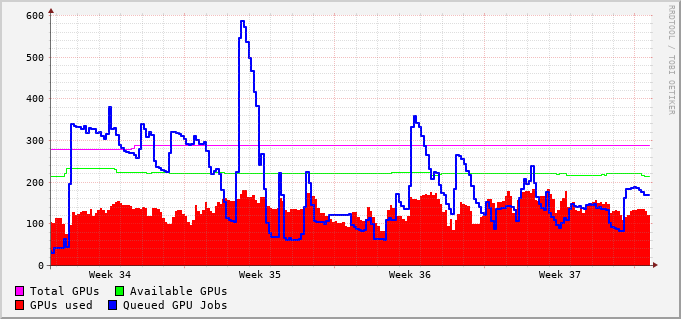 600
500
400
300
200
100
0
Week 34 Week 35 Week 36 Week 37
Total GPUs Available GPUs
GPUs used Queued GPU Jobs
RRDTOOL / TOBI OETIKER